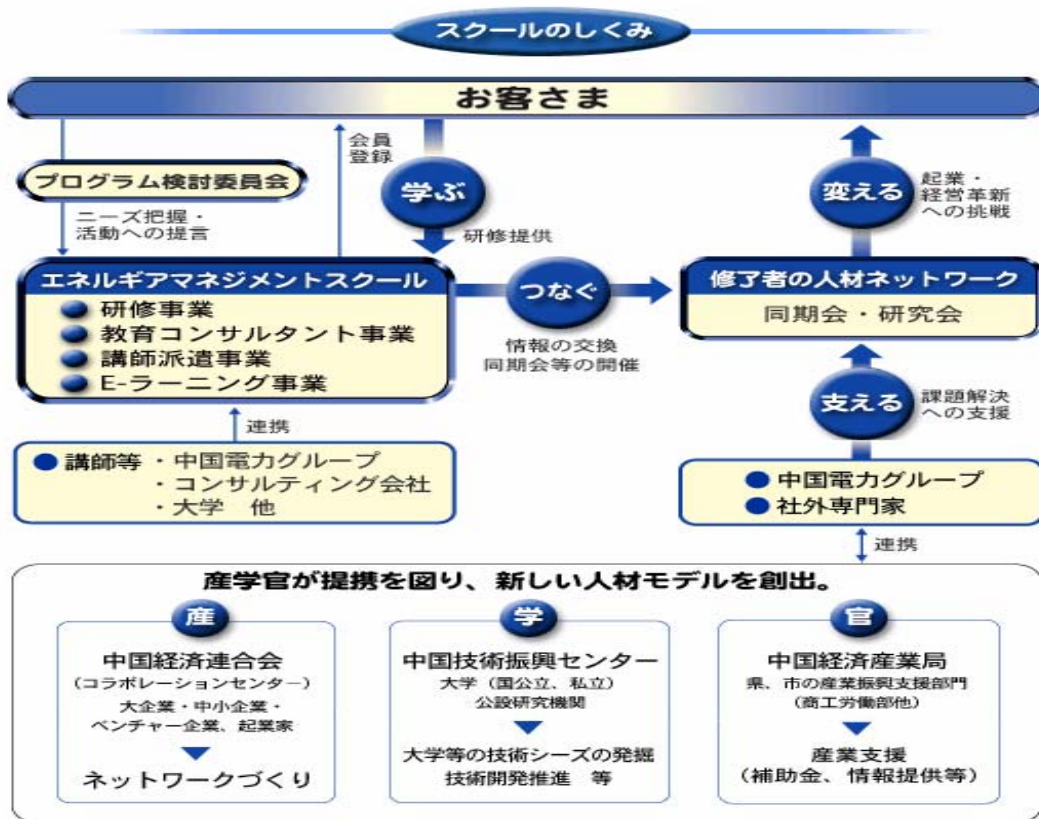 スクールのしくみ
お客さま
会員
登録
プログラム検討委員会
学ぶ
変える
起業・
経営革新
への挑戦
ニーズ把握・
活動への提言
研修提供
エネルギアマネジメントスクール
● 研修事業
● 教育コンサルタント事業
● 講師派遣事業
● E-ラーニング事業
つなぐ
情報の交換
同期会等の開催
修了者の人材ネットワーク
同期会・研究会
支える
課題解決
への支援
連携
● 講師等 ・中国電力グループ
・コンサルティング会社
・大学 他
● 中国電力グループ
● 社外専門家
連携
産学官が提携を図り、新しい人材モデルを創出。
産
中国経済連合会
(コラボレーションセンター)
大企業・中小企業・
ベンチャー企業、起業家
ネットワークづくり
学
中国技術振興センター
大学(国公立、私立)
公設研究機関
大学等の技術シーズの発掘
技術開発推進 等
官
中国経済産業局
県、市の産業振興支援部門
(商工労働部他)
産業支援
(補助金、情報提供等)